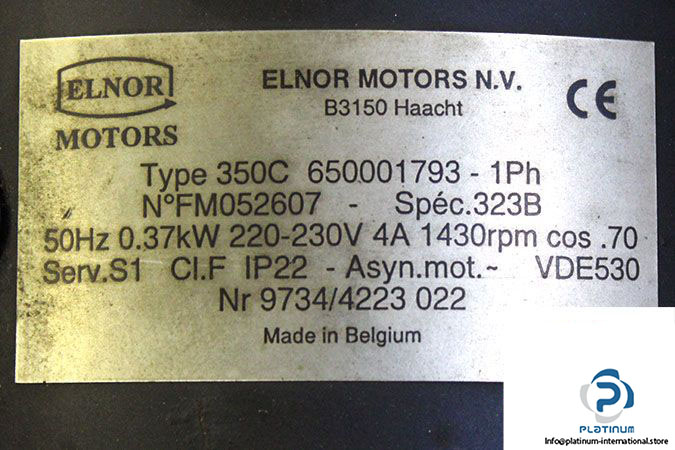 ELNOR
MOTORS
ELNOR MOTORS N.V.
B3150 Haacht
CE
Type 350C 650001793 - 1Ph
N°FM052607 - Spéc.323B
50Hz 0.37kW 220-230V 4A 1430rpm cos .70
Serv.S1 Cl.F IP22 - Asyn.mot.~ VDE530
Nr 9734/4223 022
Made in Belgium
PLATINUM
Info@platinum-international.store